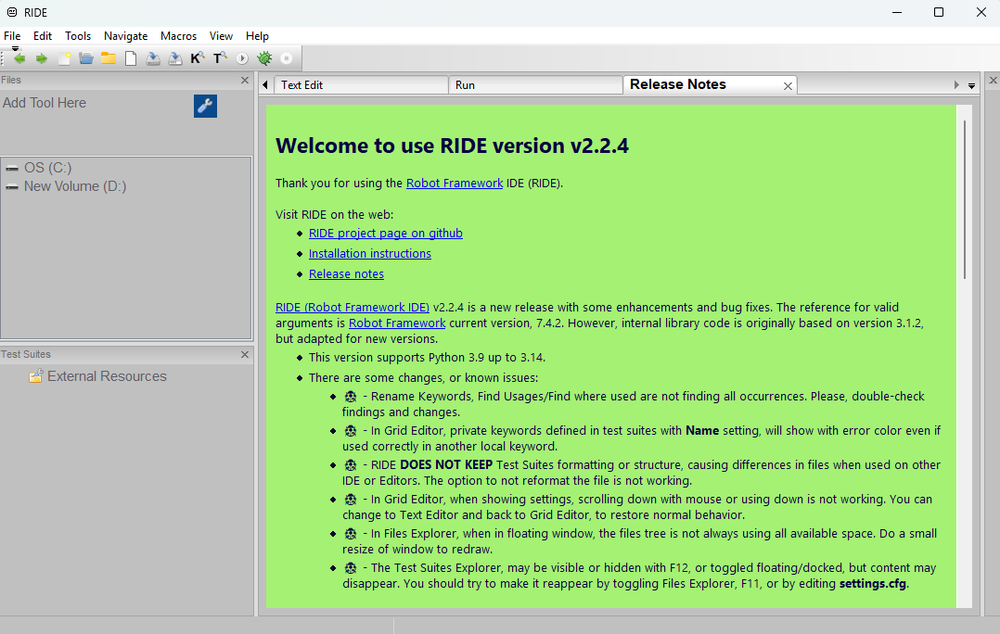 RIDE
File Edit Tools Navigate Macros View Help
K T
Files
Add Tool Here
OS (C:)
New Volume (D:)
Test Suites
External Resources
Text Edit Run Release Notes
Welcome to use RIDE version v2.2.4
Thank you for using the Robot Framework IDE (RIDE).
Visit RIDE on the web:
RIDE project page on github
Installation instructions
Release notes
RIDE (Robot Framework IDE) v2.2.4 is a new release with some enhancements and bug fixes. The reference for valid
arguments is Robot Framework current version, 7.4.2. However, internal library code is originally based on version 3.1.2,
but adapted for new versions.
This version supports Python 3.9 up to 3.14.
There are some changes, or known issues:
- Rename Keywords, Find Usages/Find where used are not finding all occurrences. Please, double-check
findings and changes.
- In Grid Editor, private keywords defined in test suites with Name setting, will show with error color even if
used correctly in another local keyword.
- RIDE DOES NOT KEEP Test Suites formatting or structure, causing differences in files when used on other
IDE or Editors. The option to not reformat the file is not working.
- In Grid Editor, when showing settings, scrolling down with mouse or using down is not working. You can
change to Text Editor and back to Grid Editor, to restore normal behavior.
- In Files Explorer, when in floating window, the files tree is not always using all available space. Do a small
resize of window to redraw.
- The Test Suites Explorer, may be visible or hidden with F12, or toggled floating/docked, but content may
disappear. You should try to make it reappear by toggling Files Explorer, F11, or by editing settings.cfg.